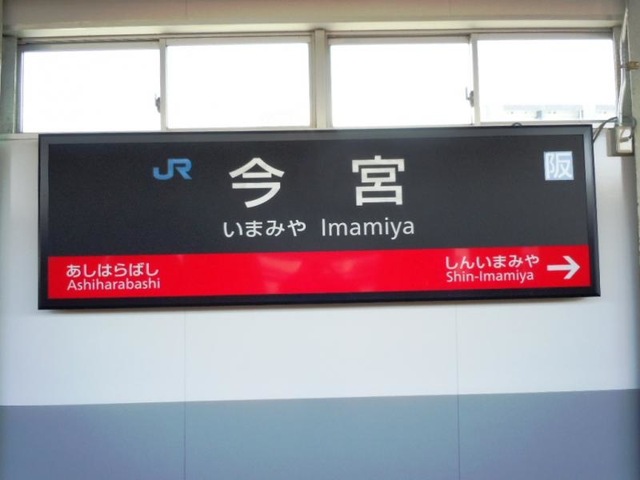 JR 今宮 阪
いまみや Imamiya
あしはらばし しんいまみや →
Ashiharabashi Shin-Imamiya